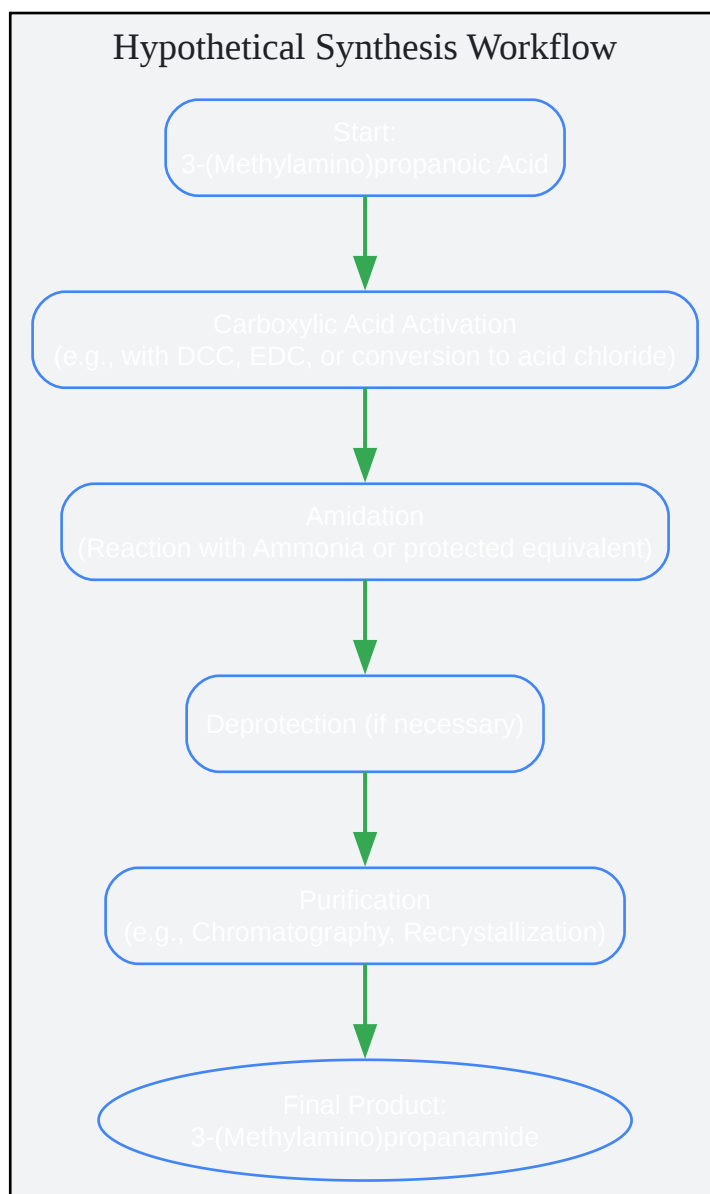 Hypothetical Synthesis Workflow
Start:
3-(Methylamino)propanoic Acid
Carboxylic Acid Activation
(e.g., with DCC, EDC, or conversion to acid chloride)
Amidation
(Reaction with Ammonia or protected equivalent)
Deprotection (if necessary)
Purification
(e.g., Chromatography, Recrystallization)
Final Product:
3-(Methylamino)propanamide